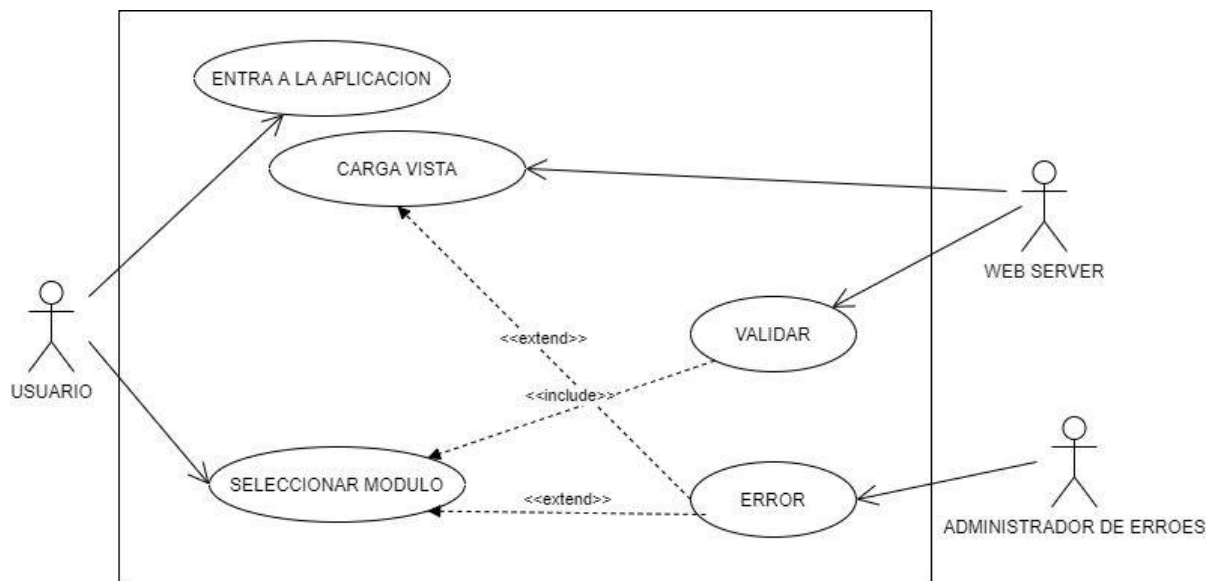 ENTRA A LA APLICACION
CARGA VISTA
WEB SERVER
<<extend>>
VALIDAR
USUARIO
<<include>>
SELECCIONAR MODULO
<<extend>>
ERROR
ADMINISTRADOR DE ERROES